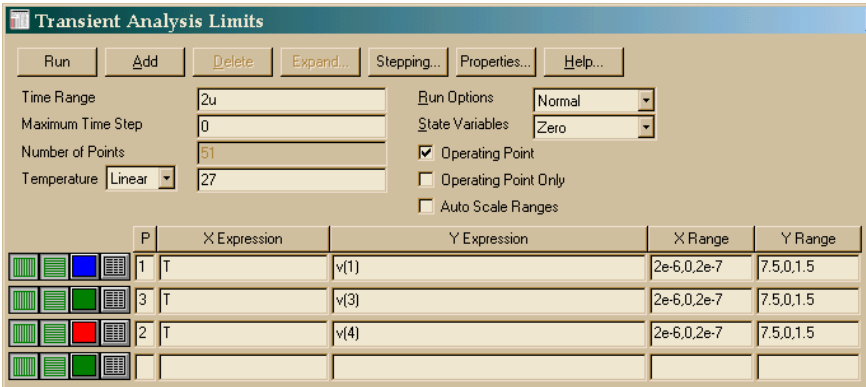 Transient Analysis Limits
Run Add Delete Expand... Stepping... Properties... Help...
Time Range 2u Run Options Normal
Maximum Time Step 0 State Variables Zero
Number of Points 51 Operating Point
Temperature Linear 27 Operating Point Only
Auto Scale Ranges
P X Expression Y Expression X Range Y Range
1 T v(1) 2e-6,0,2e-7 7.5,0,1.5
3 T v(3) 2e-6,0,2e-7 7.5,0,1.5
2 T v(4) 2e-6,0,2e-7 7.5,0,1.5